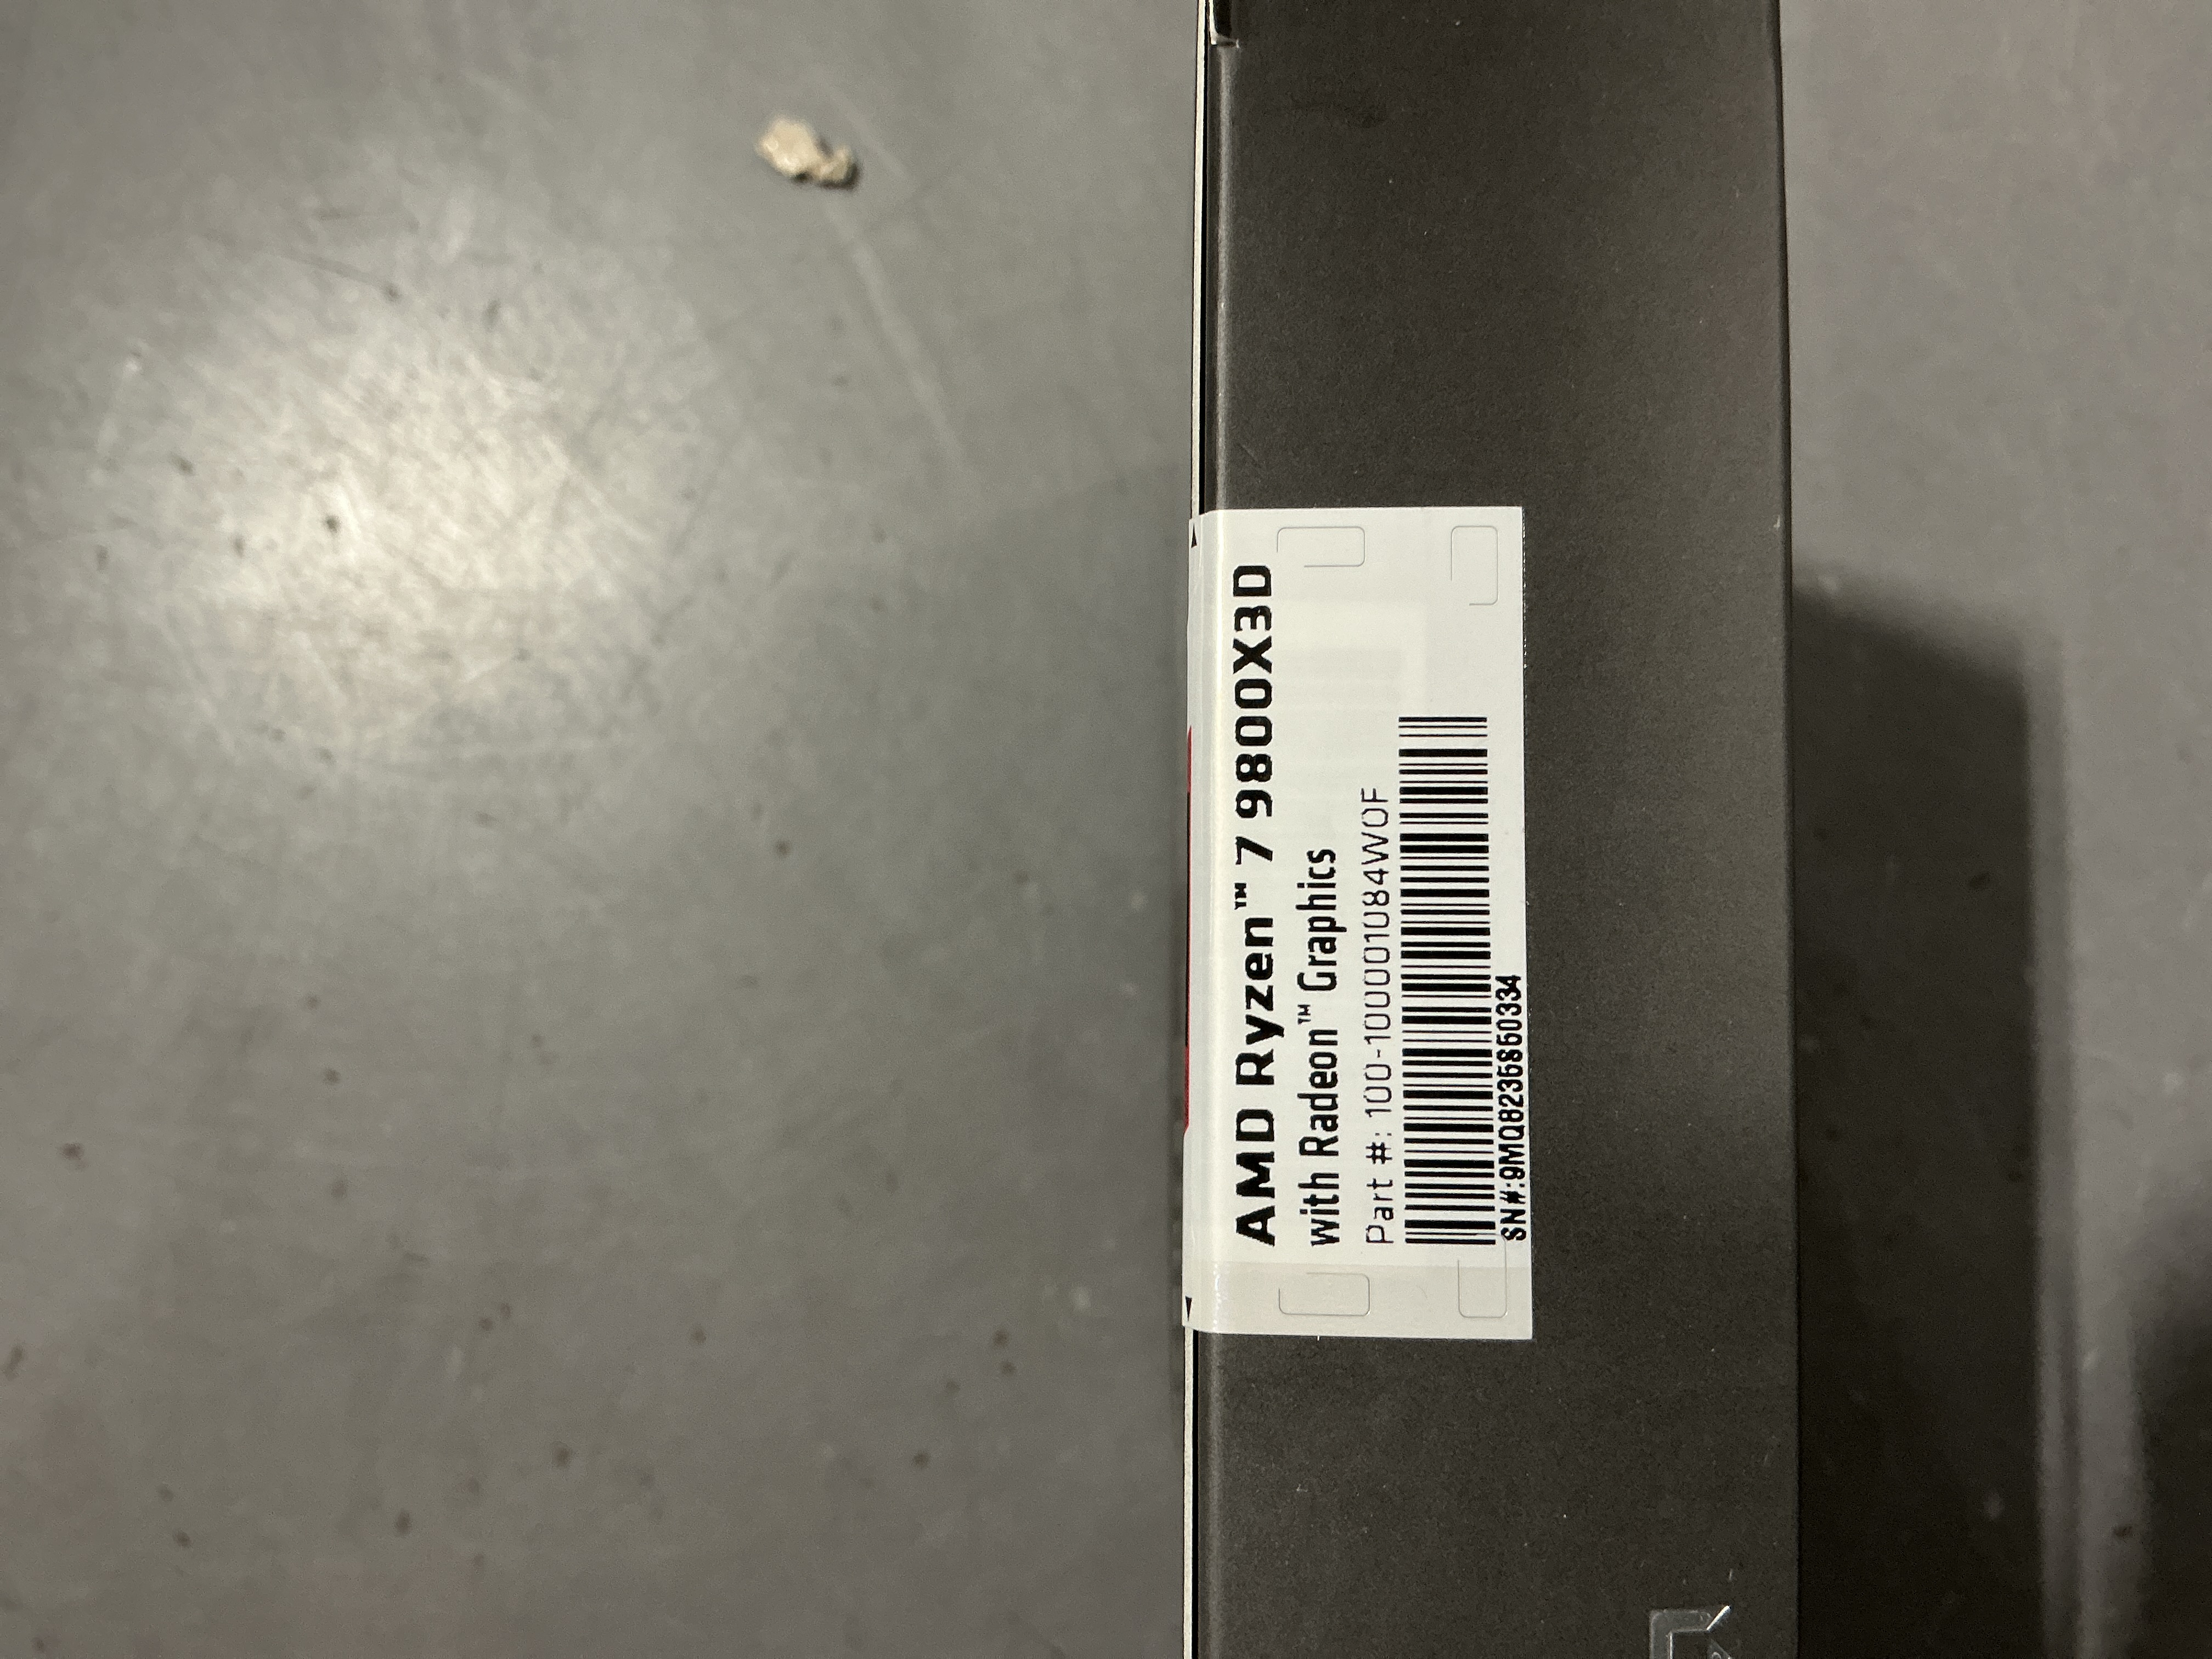 AMD Ryzen™ 7 9800X3D
with Radeon™ Graphics
Part #: 100-100001084WOF
SN#:9MQ8236S60334